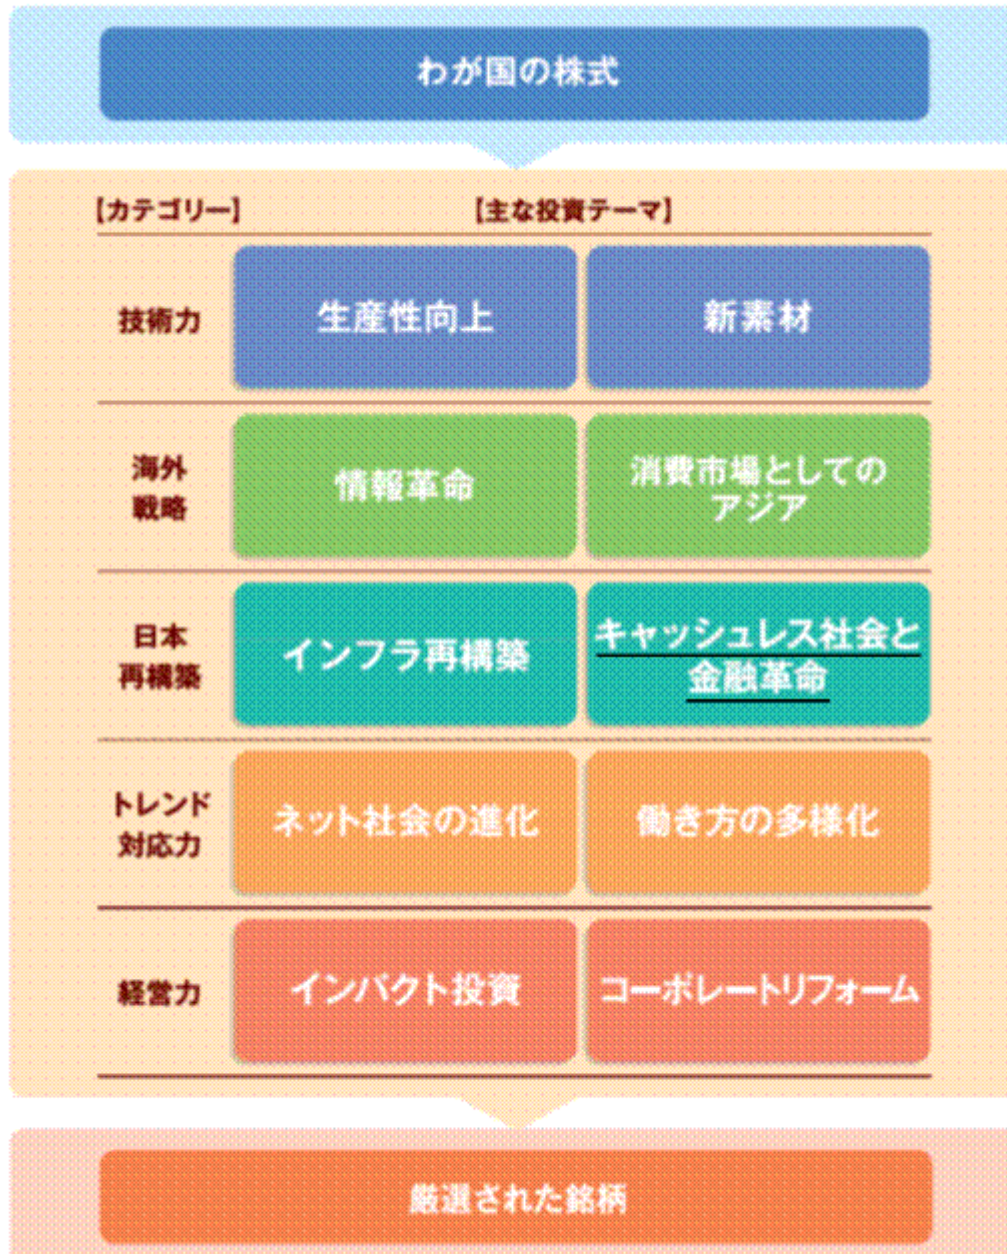 わが国の株式
【カテゴリー】 【主な投資テーマ】
技術力
生産性向上
新素材
海外
戦略
情報革命
消費市場としての
アジア
日本
再構築
インフラ再構築
キャッシュレス社会と
金融革命
トレンド
対応力
ネット社会の進化
働き方の多様化
経営力
インパクト投資
コーポレートリフォーム
厳選された銘柄